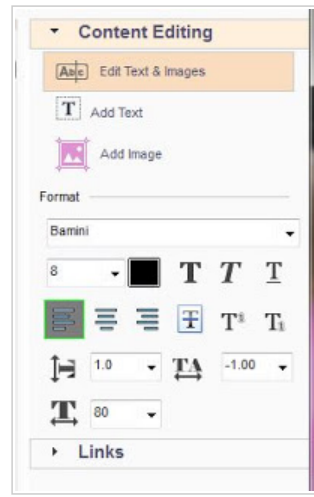 Content Editing
Edit Text & Images
Add Text
Add Image
Format
Bamini
8
1.0 -1.00
80
Links